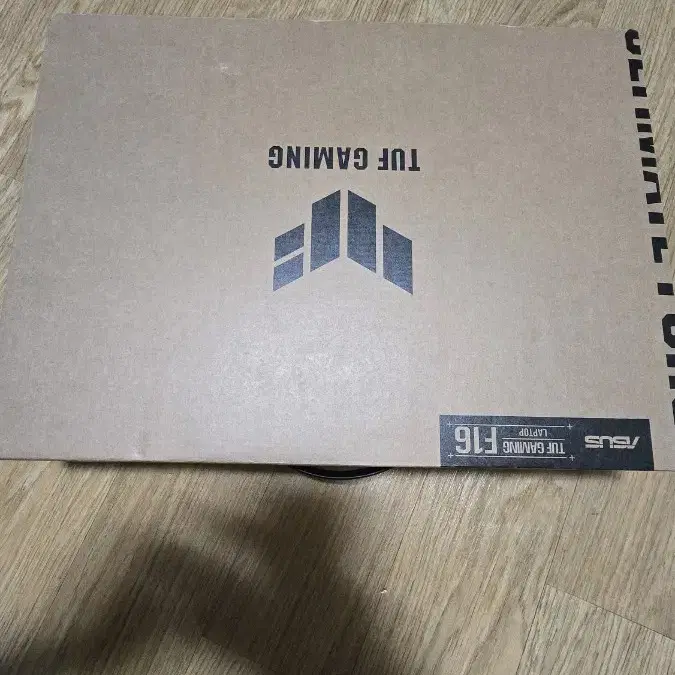 TUF GAMING
ASUS
TUF GAMING
LAPTOP
F16